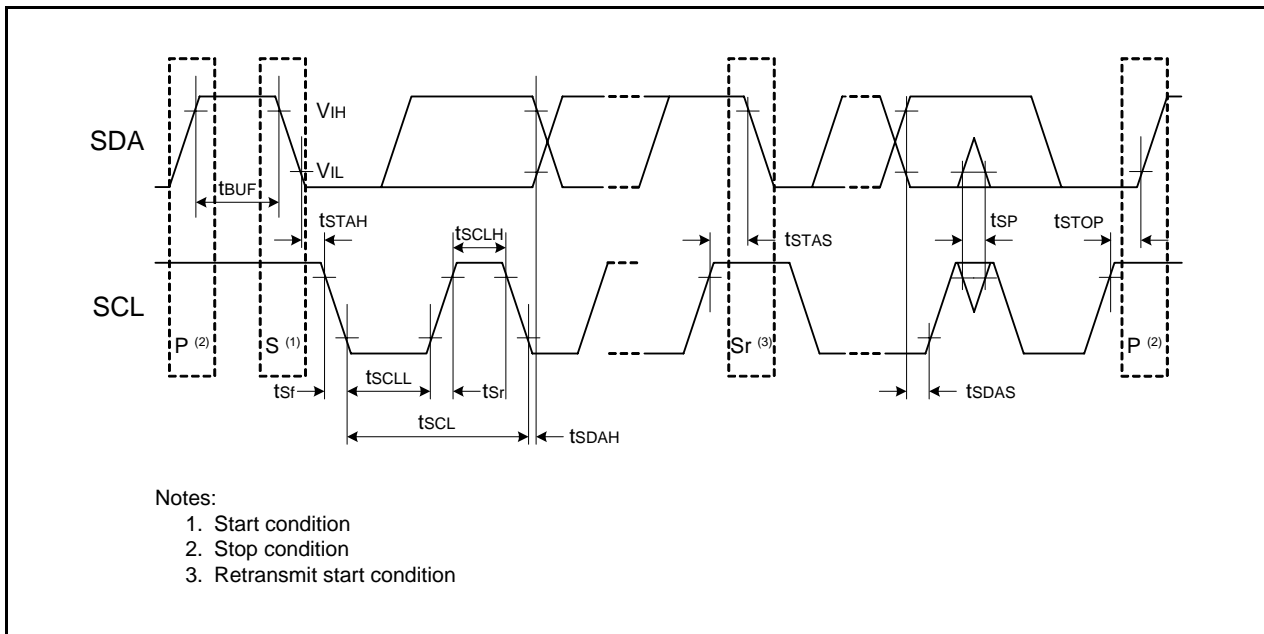 SDA
VIH
VIL
tBUF
tSTAH
tSCLH
tSTAS
tSP
tSTOP
SCL
P (2)
S (1)
Sr (3)
P (2)
tSf
tSCLL
tSr
tSDAS
tSCL
tSDAH
Notes:
1. Start condition
2. Stop condition
3. Retransmit start condition